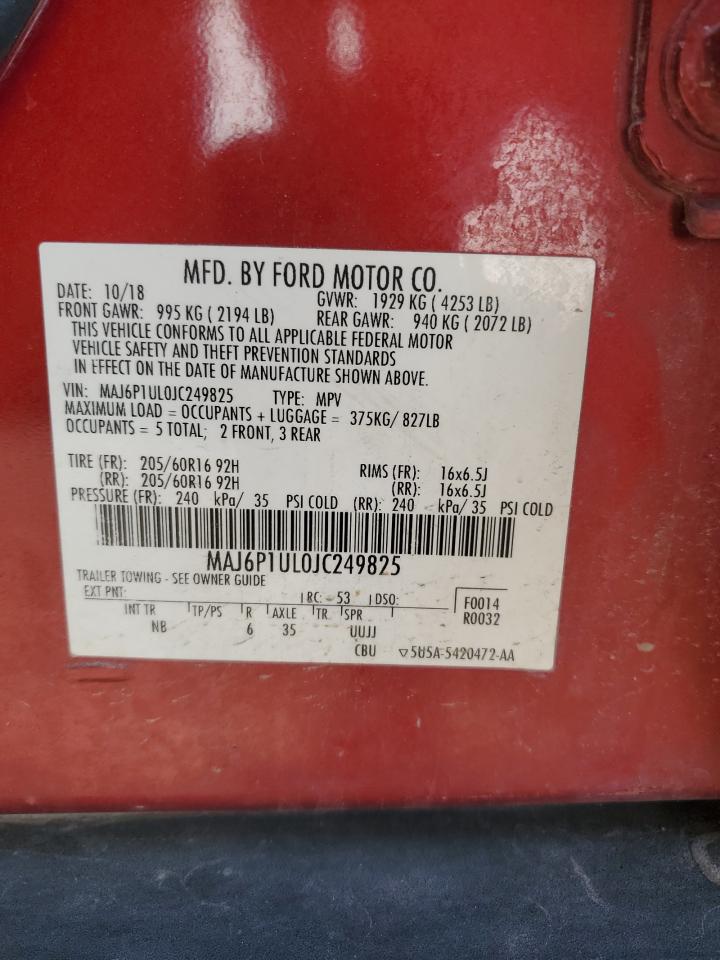 MFD. BY FORD MOTOR CO.
DATE: 10/18 GVWR: 1929 KG ( 4253 LB)
FRONT GAWR: 995 KG ( 2194 LB) REAR GAWR: 940 KG ( 2072 LB)
THIS VEHICLE CONFORMS TO ALL APPLICABLE FEDERAL MOTOR
VEHICLE SAFETY AND THEFT PREVENTION STANDARDS
IN EFFECT ON THE DATE OF MANUFACTURE SHOWN ABOVE.
VIN: MAJ6P1UL0JC249825 TYPE: MPV
MAXIMUM LOAD = OCCUPANTS + LUGGAGE = 375KG/ 827LB
OCCUPANTS = 5 TOTAL; 2 FRONT, 3 REAR
TIRE (FR): 205/60R16 92H RIMS (FR): 16x6.5J
(RR): 205/60R16 92H (RR): 16x6.5J
PRESSURE (FR): 240 kPa/ 35 PSI COLD (RR): 240 kPa/ 35 PSI COLD
MAJ6P1UL0JC249825
TRAILER TOWING - SEE OWNER GUIDE
EXT PNT: RC: 53 DSO: F0014
INT TR TP/PS R AXLE TR SPR R0032
NB 6 35 UUJJ
CBU 5U5A-5420472-AA